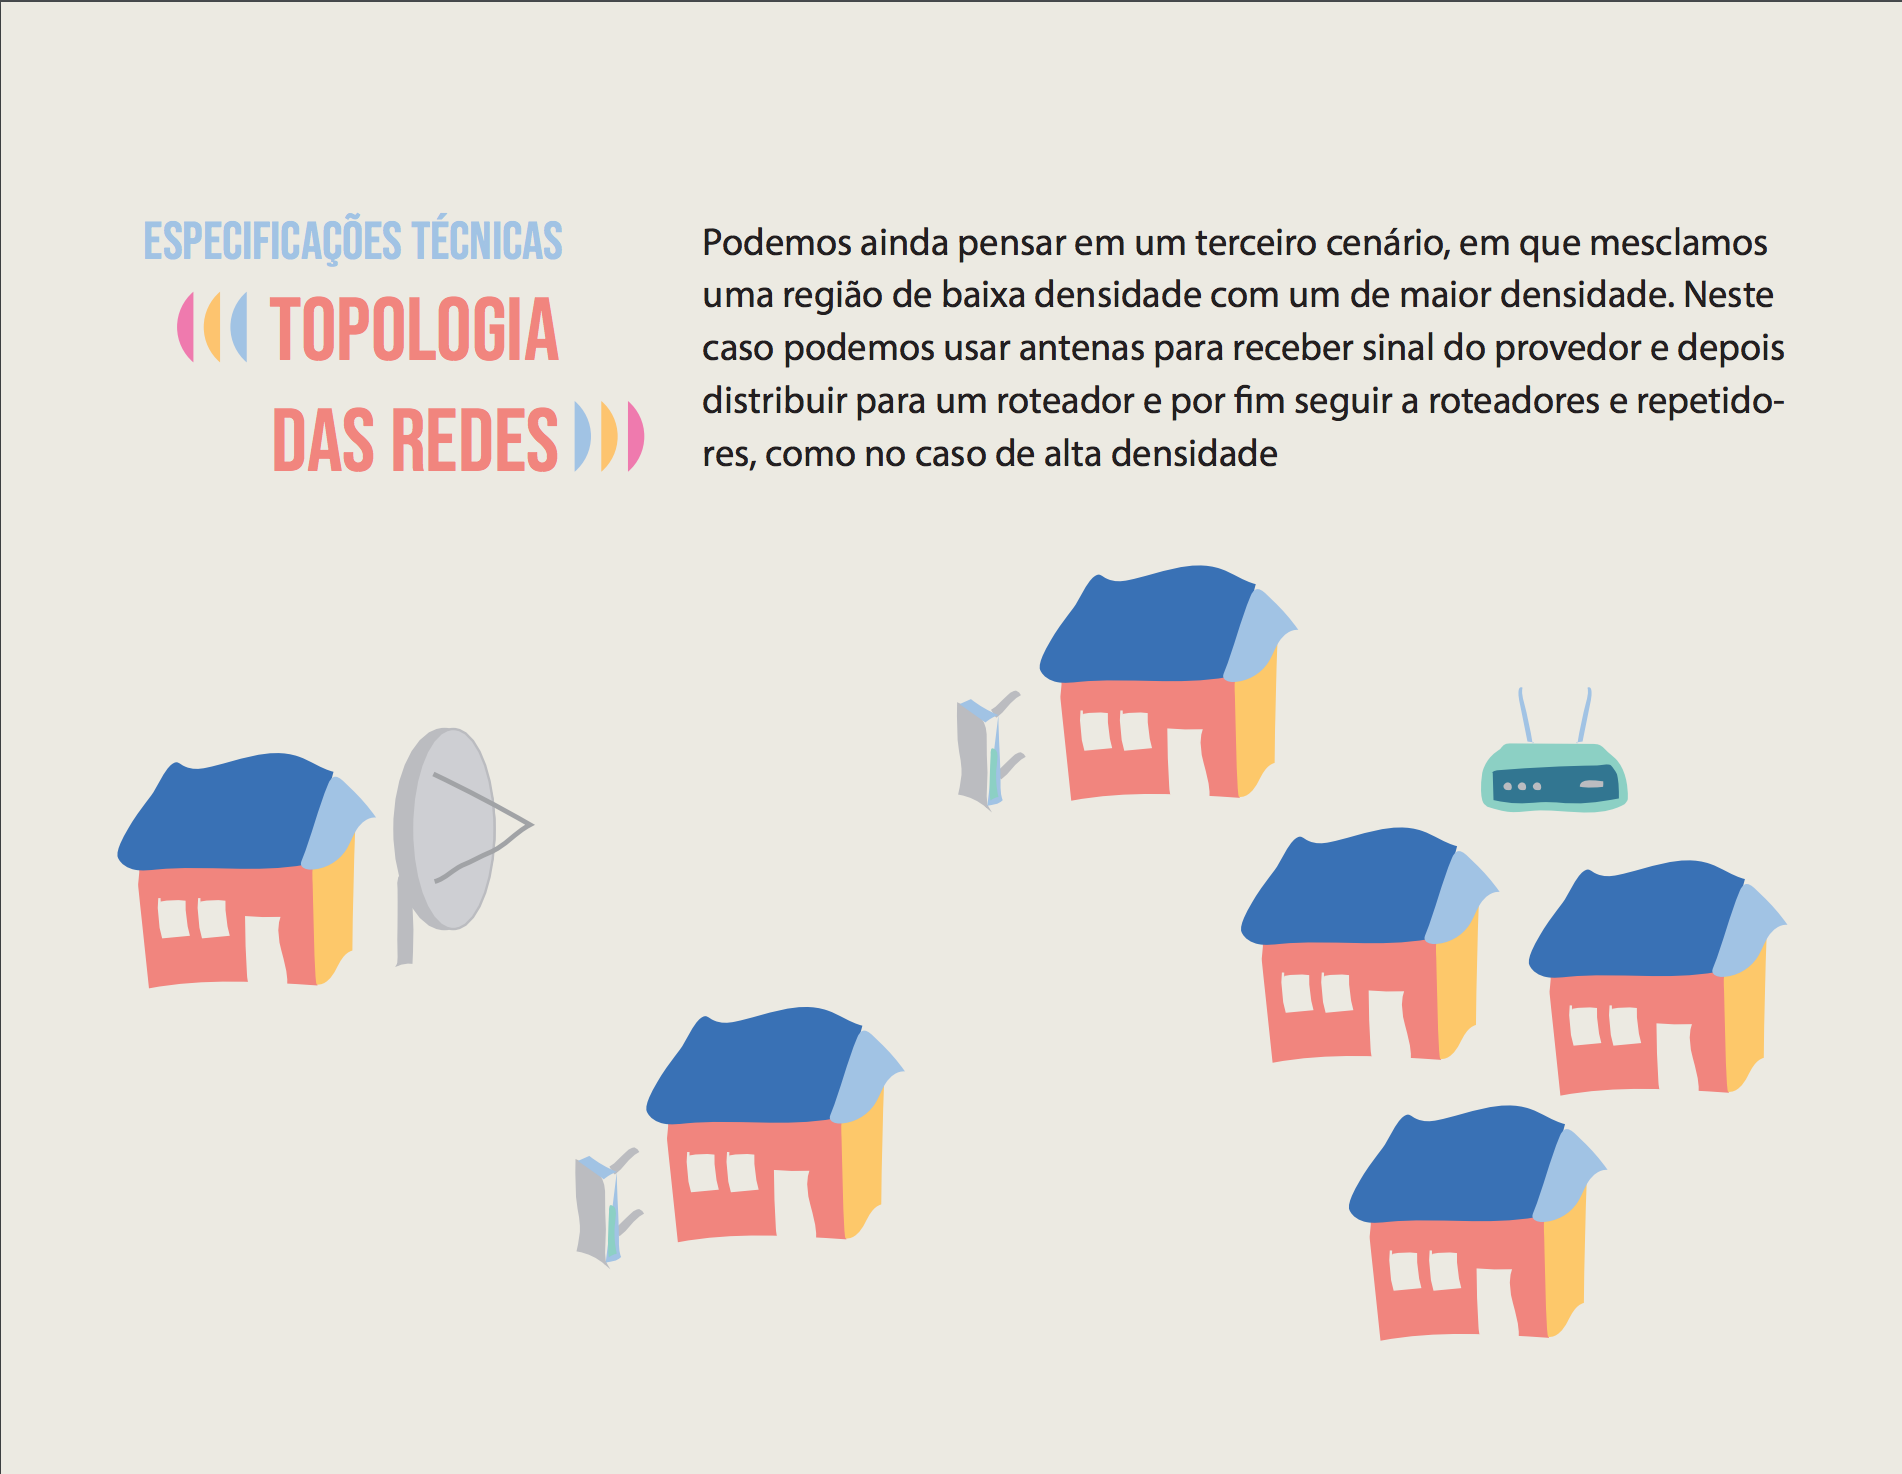 ESPECIFICAÇÕES TÉCNICAS
TOPOLOGIA
DAS REDES
Podemos ainda pensar em um terceiro cenário, em que mesclamos
uma região de baixa densidade com um de maior densidade. Neste
caso podemos usar antenas para receber sinal do provedor e depois
distribuir para um roteador e por fim seguir a roteadores e repetido-
res, como no caso de alta densidade